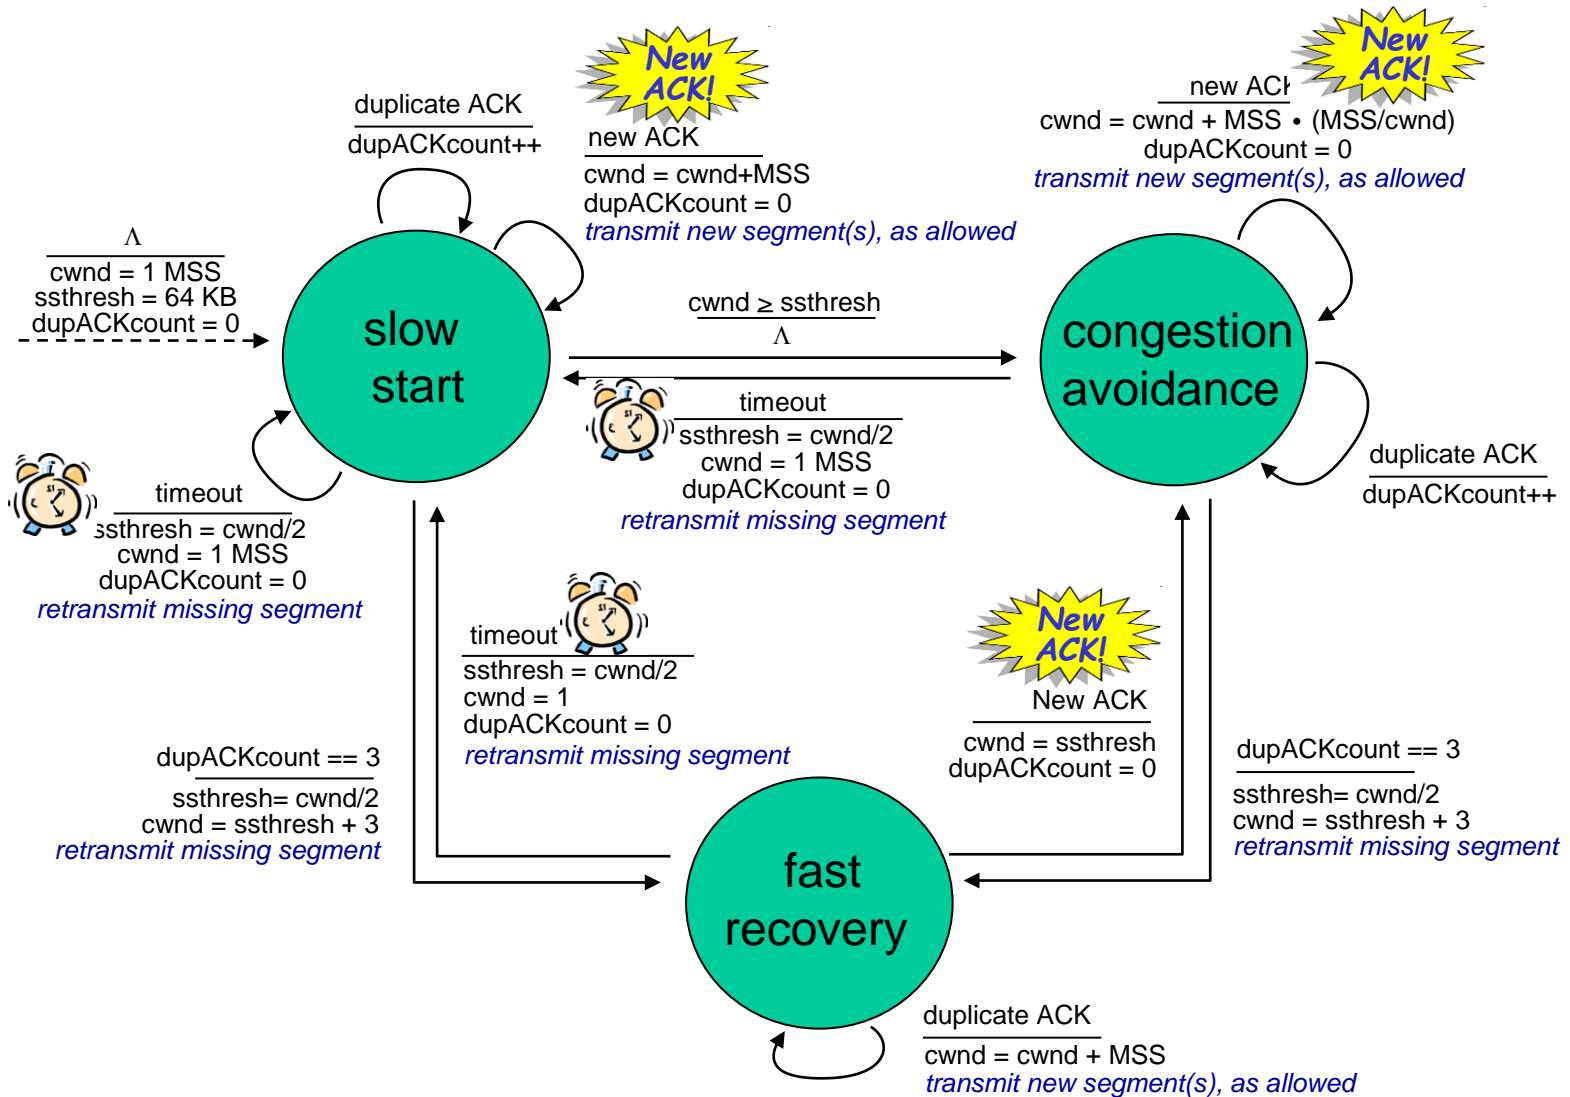 New
ACK!
duplicate ACK
dupACKcount++
new ACK
cwnd = cwnd+MSS
dupACKcount = 0
transmit new segment(s), as allowed
New
ACK!
new ACK
cwnd = cwnd + MSS • (MSS/cwnd)
dupACKcount = 0
transmit new segment(s), as allowed
Λ
cwnd = 1 MSS
ssthresh = 64 KB
dupACKcount = 0
slow
start
cwnd ≥ ssthresh
Λ
congestion
avoidance
timeout
ssthresh = cwnd/2
cwnd = 1 MSS
dupACKcount = 0
retransmit missing segment
duplicate ACK
dupACKcount++
timeout
ssthresh = cwnd/2
cwnd = 1 MSS
dupACKcount = 0
retransmit missing segment
timeout
ssthresh = cwnd/2
cwnd = 1
dupACKcount = 0
retransmit missing segment
New
ACK!
New ACK
cwnd = ssthresh
dupACKcount = 0
dupACKcount == 3
ssthresh= cwnd/2
cwnd = ssthresh + 3
retransmit missing segment
dupACKcount == 3
ssthresh= cwnd/2
cwnd = ssthresh + 3
retransmit missing segment
fast
recovery
duplicate ACK
cwnd = cwnd + MSS
transmit new segment(s), as allowed